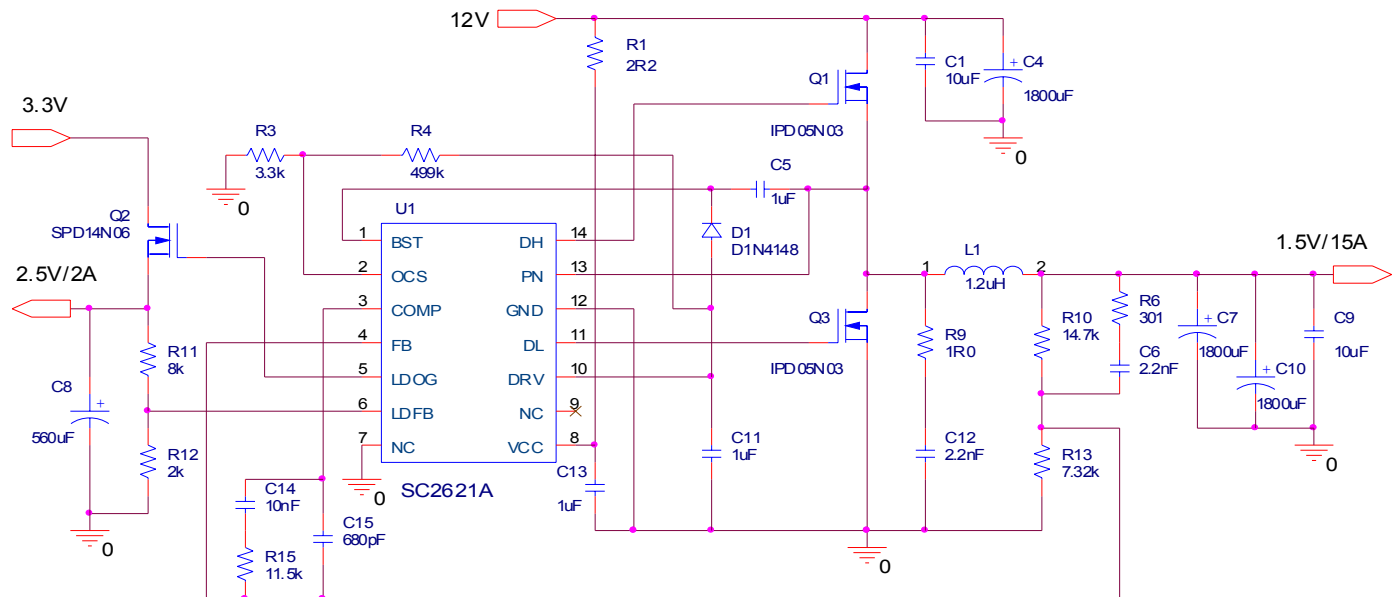 12V
R1
2R2
Q1
IPD05N03
C1
10uF
+ C4
1800uF
0
3.3V
R3
3.3k
0
R4
499k
C5
1uF
Q2
SPD14N06
U1
D1
D1N4148
1 BST DH 14
2 OCS PN 13
3 COMP GND 12
4 FB DL 11
5 LDOG DRV 10
6 LDFB NC 9
7 NC VCC 8
SC2621A
0
2.5V/2A
R11
8k
C8 +
560uF
R12
2k
0
C14
10nF
C15
680pF
R15
11.5k
C13
1uF
C11
1uF
Q3
IPD05N03
1 L1 2
1.2uH
1.5V/15A
R9
1R0
C12
2.2nF
R10
14.7k
R6
301
C6
2.2nF
R13
7.32k
+ C7
1800uF
+ C10
1800uF
C9
10uF
0
0